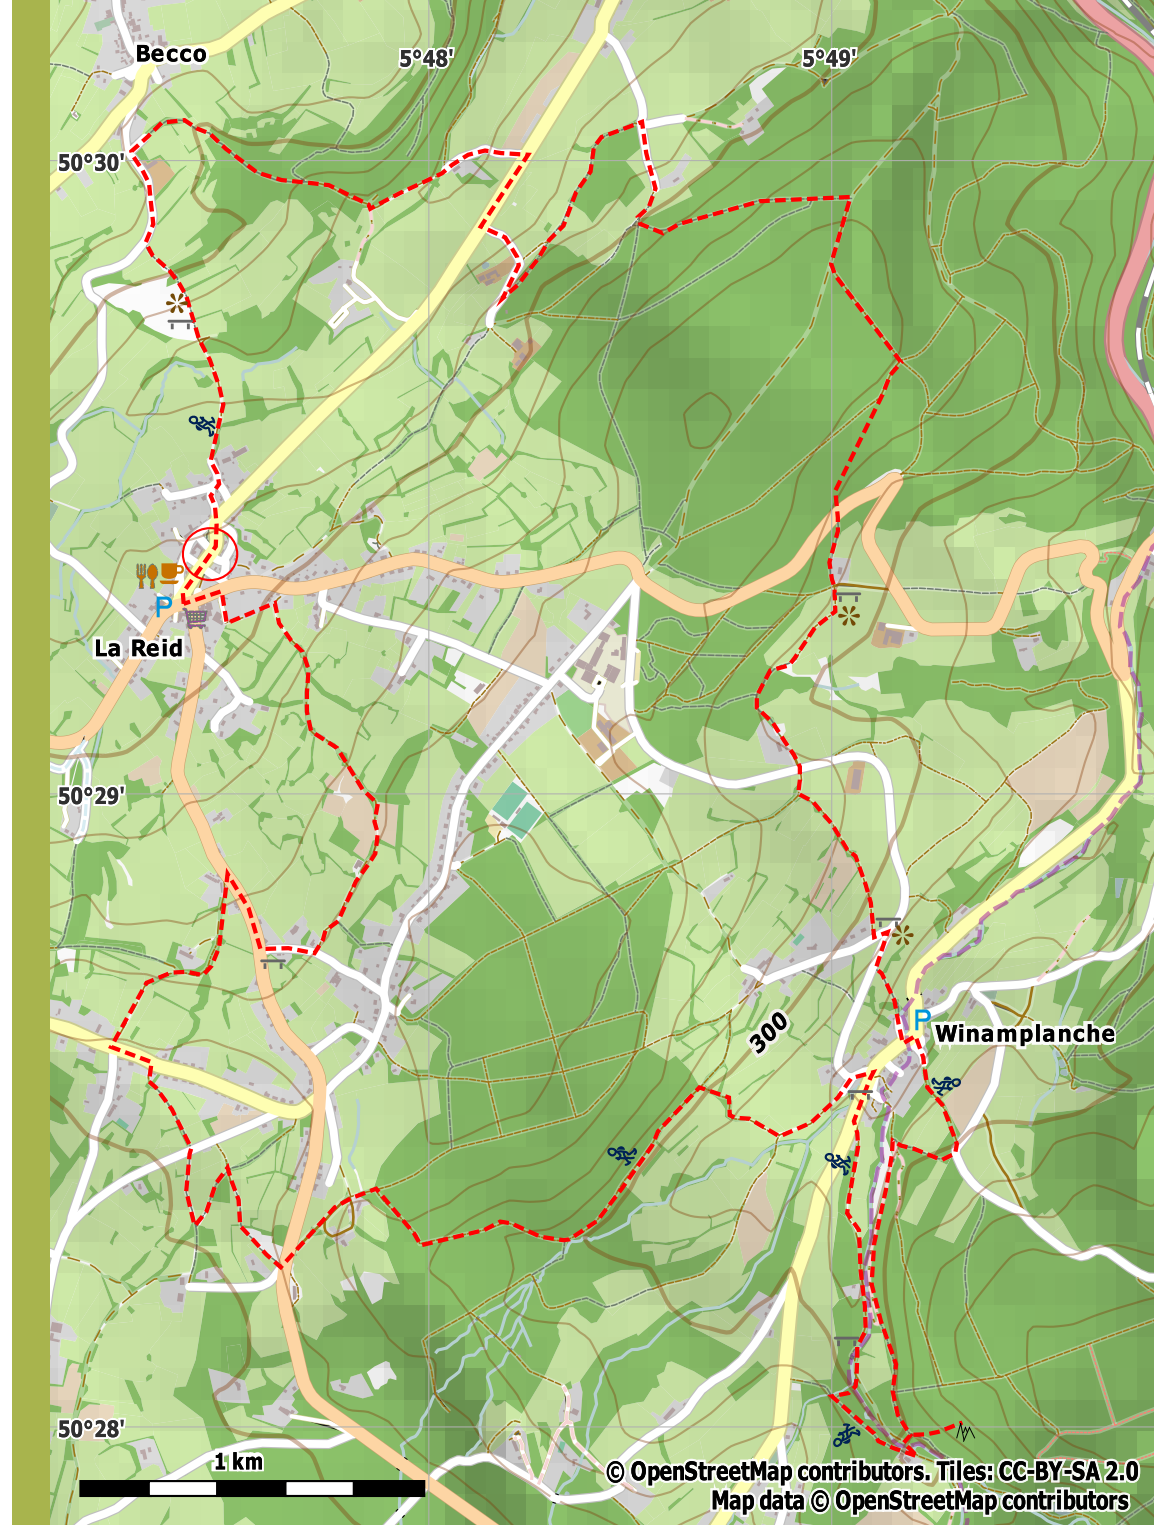 Becco
5°48'
5°49'
50°30'
P
La Reid
50°29'
300
P
Winamplanche
50°28'
1 km
© OpenStreetMap contributors. Tiles: CC-BY-SA 2.0
Map data © OpenStreetMap contributors